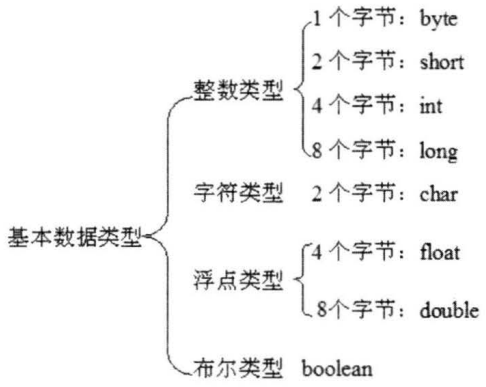 1 个字节：byte
2 个字节：short
整数类型
4 个字节：int
8 个字节：long
字符类型 2 个字节：char
基本数据类型
4 个字节：float
浮点类型
8个字节：double
布尔类型 boolean